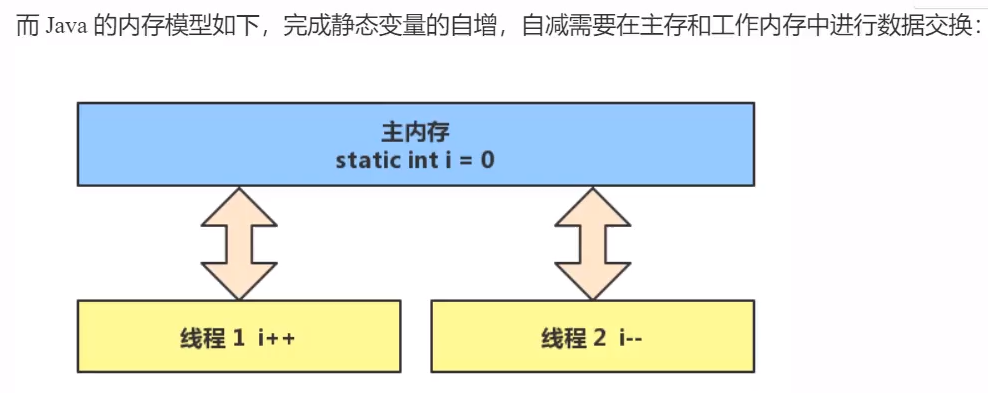 而 Java 的内存模型如下，完成静态变量的自增，自减需要在主存和工作内存中进行数据交换：
主内存
static int i = 0
线程 1 i++
线程 2 i--